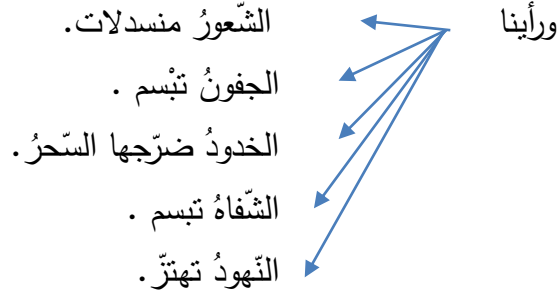 ورأينا الشّعورُ منسدلات.
الجفونُ تبْسم .
الخدودُ ضرّجها السّحرُ.
الشّفاهُ تبسم .
النّهودُ تهتزّ.